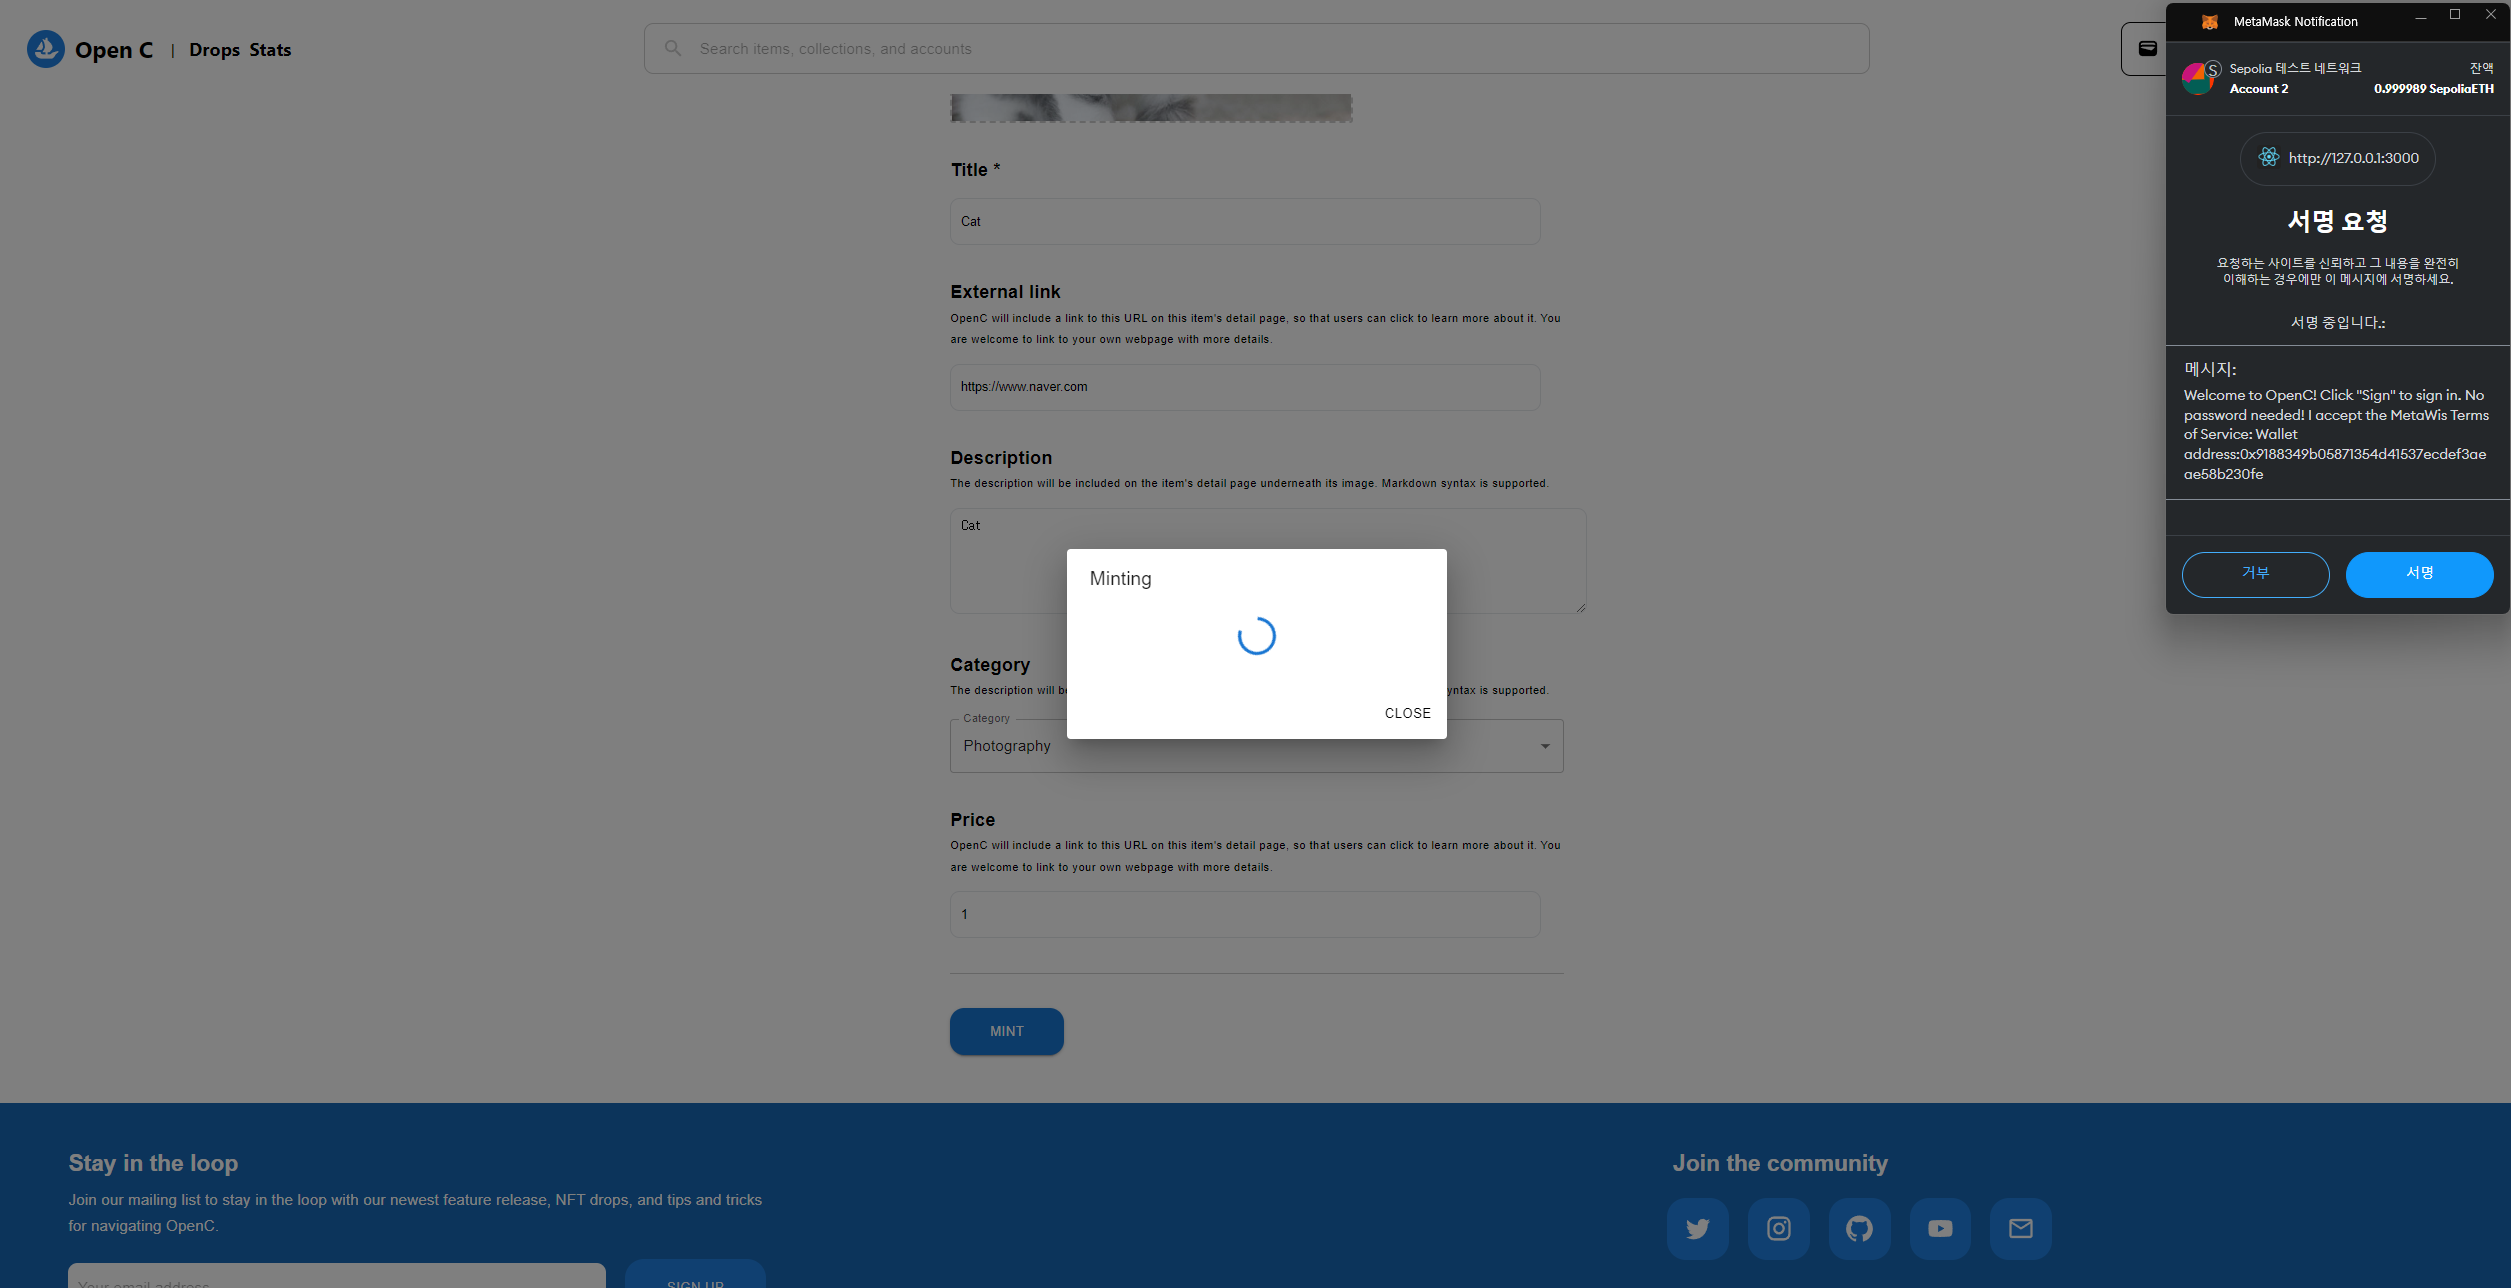 Open C | Drops Stats
Search items, collections, and accounts
Title *
Cat
External link
OpenC will include a link to this URL on this item's detail page, so that users can click to learn more about it. You
are welcome to link to your own webpage with more details.
https://www.naver.com
Description
The description will be included on the item's detail page underneath its image. Markdown syntax is supported.
Cat
Minting
CLOSE
Category
The description will b
yntax is supported.
Category
Photography
Price
OpenC will include a link to this URL on this item's detail page, so that users can click to learn more about it. You
are welcome to link to your own webpage with more details.
1
MINT
Stay in the loop
Join our mailing list to stay in the loop with our newest feature release, NFT drops, and tips and tricks
for navigating OpenC.
Your email address
SIGN UP
Join the community
MetaMask Notification
S
Sepolia 테스트 네트워크
잔액
Account 2
0.999989 SepoliaETH
http://127.0.0.1:3000
서명 요청
요청하는 사이트를 신뢰하고 그 내용을 완전히
이해하는 경우에만 이 메시지에 서명하세요.
서명 중입니다.:
메시지:
Welcome to OpenC! Click "Sign" to sign in. No
password needed! I accept the MetaWis Terms
of Service: Wallet
address:0x9188349b05871354d41537ecdef3ae
ae58b230fe
거부
서명